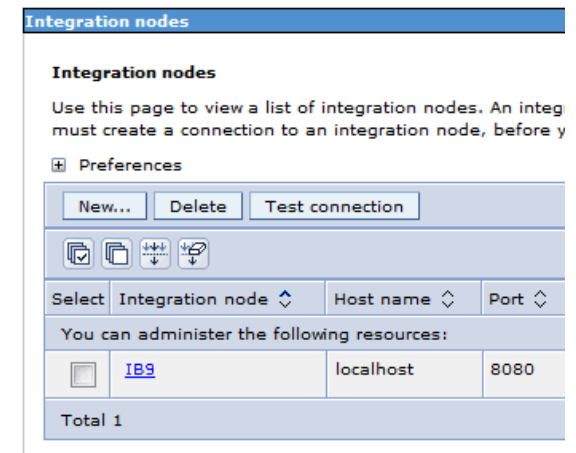 Integration nodes
Integration nodes
Use this page to view a list of integration nodes. An integ
must create a connection to an integration node, before y
Preferences
New... Delete Test connection
Select Integration node Host name Port
You can administer the following resources:
IB9 localhost 8080
Total 1